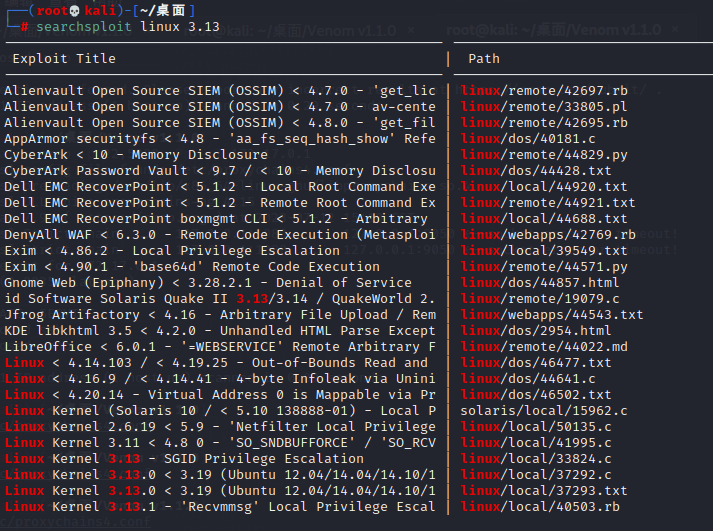 (root💀kali)-[~/桌面]
# searchsploit linux 3.13
Exploit Title | Path
Alienvault Open Source SIEM (OSSIM) < 4.7.0 - 'get_lic | linux/remote/42697.rb
Alienvault Open Source SIEM (OSSIM) < 4.7.0 - av-cente | linux/remote/33805.pl
Alienvault Open Source SIEM (OSSIM) < 4.8.0 - 'get_fil | linux/remote/42695.rb
AppArmor securityfs < 4.8 - 'aa_fs_seq_hash_show' Refe | linux/dos/40181.c
CyberArk < 10 - Memory Disclosure | linux/remote/44829.py
CyberArk Password Vault < 9.7 / < 10 - Memory Disclosu | linux/dos/44428.txt
Dell EMC RecoverPoint < 5.1.2 - Local Root Command Exe | linux/local/44920.txt
Dell EMC RecoverPoint < 5.1.2 - Remote Root Command Ex | linux/remote/44921.txt
Dell EMC RecoverPoint boxmgmt CLI < 5.1.2 - Arbitrary | linux/local/44688.txt
DenyAll WAF < 6.3.0 - Remote Code Execution (Metasploi | linux/webapps/42769.rb
Exim < 4.86.2 - Local Privilege Escalation | linux/local/39549.txt
Exim < 4.90.1 - 'base64d' Remote Code Execution | linux/remote/44571.py
Gnome Web (Epiphany) < 3.28.2.1 - Denial of Service | linux/dos/44857.html
id Software Solaris Quake II 3.13/3.14 / QuakeWorld 2. | linux/remote/19079.c
Jfrog Artifactory < 4.16 - Arbitrary File Upload / Rem | linux/webapps/44543.txt
KDE libkhtml 3.5 < 4.2.0 - Unhandled HTML Parse Except | linux/dos/2954.html
LibreOffice < 6.0.1 - '=WEBSERVICE' Remote Arbitrary F | linux/remote/44022.md
Linux < 4.14.103 / < 4.19.25 - Out-of-Bounds Read and | linux/dos/46477.txt
Linux < 4.16.9 / < 4.14.41 - 4-byte Infoleak via Unini | linux/dos/44641.c
Linux < 4.20.14 - Virtual Address 0 is Mappable via Pr | linux/dos/46502.txt
Linux Kernel (Solaris 10 / < 5.10 138888-01) - Local P | solaris/local/15962.c
Linux Kernel 2.6.19 < 5.9 - 'Netfilter Local Privilege | linux/local/50135.c
Linux Kernel 3.11 < 4.8 0 - 'SO_SNDBUFFORCE' / 'SO_RCV | linux/local/41995.c
Linux Kernel 3.13 - SGID Privilege Escalation | linux/local/33824.c
Linux Kernel 3.13.0 < 3.19 (Ubuntu 12.04/14.04/14.10/1 | linux/local/37292.c
Linux Kernel 3.13.0 < 3.19 (Ubuntu 12.04/14.04/14.10/1 | linux/local/37293.txt
Linux Kernel 3.13.1 - 'Recvmmsg' Local Privilege Escal | linux/local/40503.rb